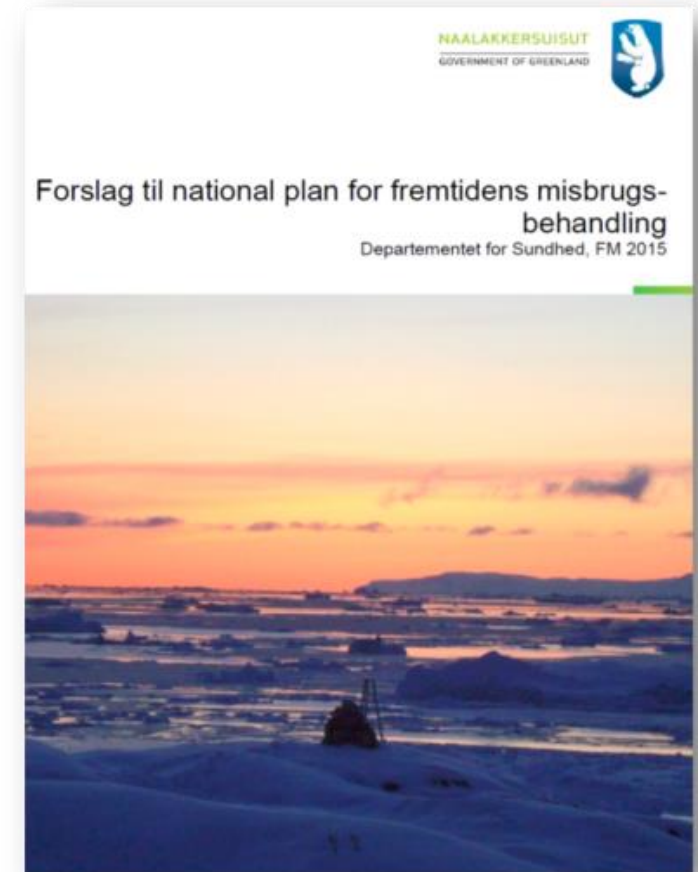 NAALAKKERSUISUT
GOVERNMENT OF GREENLAND
Forslag til national plan for fremtidens misbrugs-
behandling
Departementet for Sundhed, FM 2015